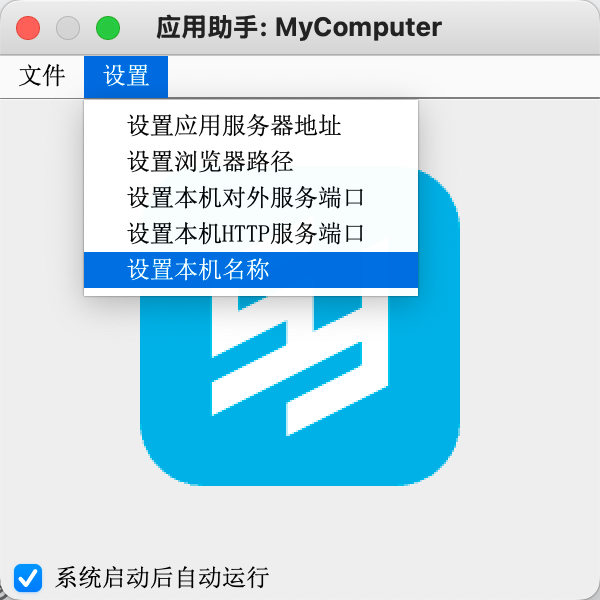 应用助手: MyComputer
文件 设置
设置应用服务器地址
设置浏览器路径
设置本机对外服务端口
设置本机HTTP服务端口
设置本机名称
系统启动后自动运行